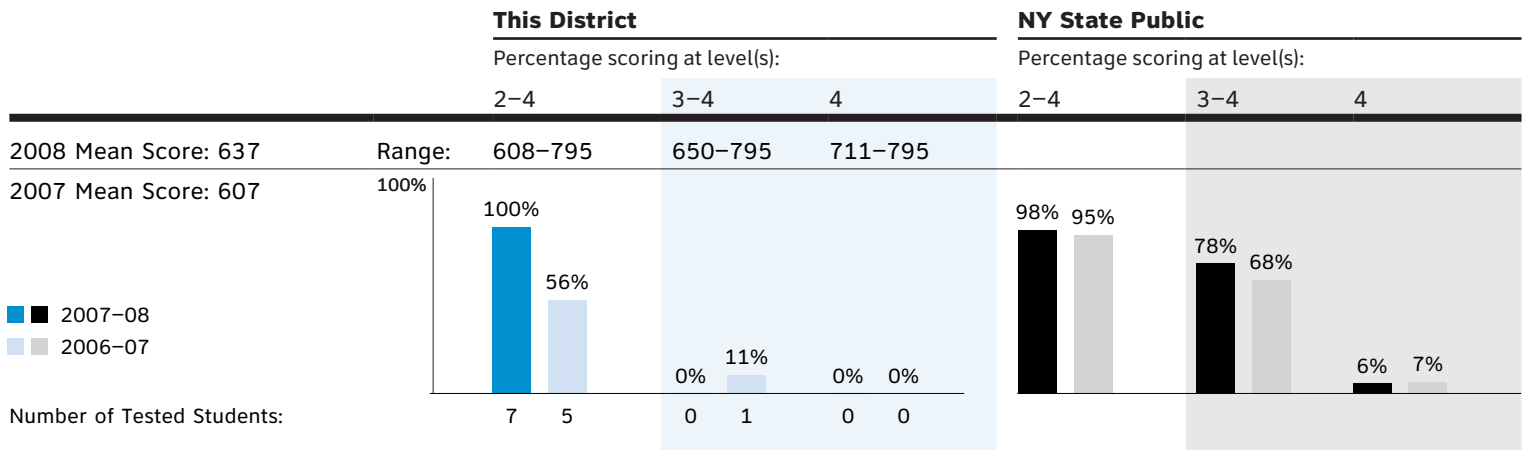 This District NY State Public
Percentage scoring at level(s): Percentage scoring at level(s):
2–4 3–4 4 2–4 3–4 4
2008 Mean Score: 637 Range: 608–795 650–795 711–795
2007 Mean Score: 607 100%
100% 98% 95%
78% 68%
56%
2007–08
2006–07
0% 11% 0% 0% 6% 7%
Number of Tested Students: 7 5 0 1 0 0